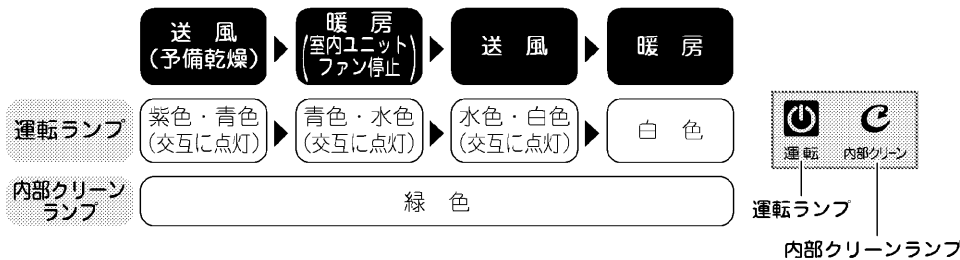 送 風
(予備乾燥)
暖 房
(室内ユニット
ファン停止)
送 風
暖 房
運転ランプ
紫色・青色
(交互に点灯)
青色・水色
(交互に点灯)
水色・白色
(交互に点灯)
白 色
内部クリーン
ランプ
緑 色
運転
内部クリーン
運転ランプ
内部クリーンランプ